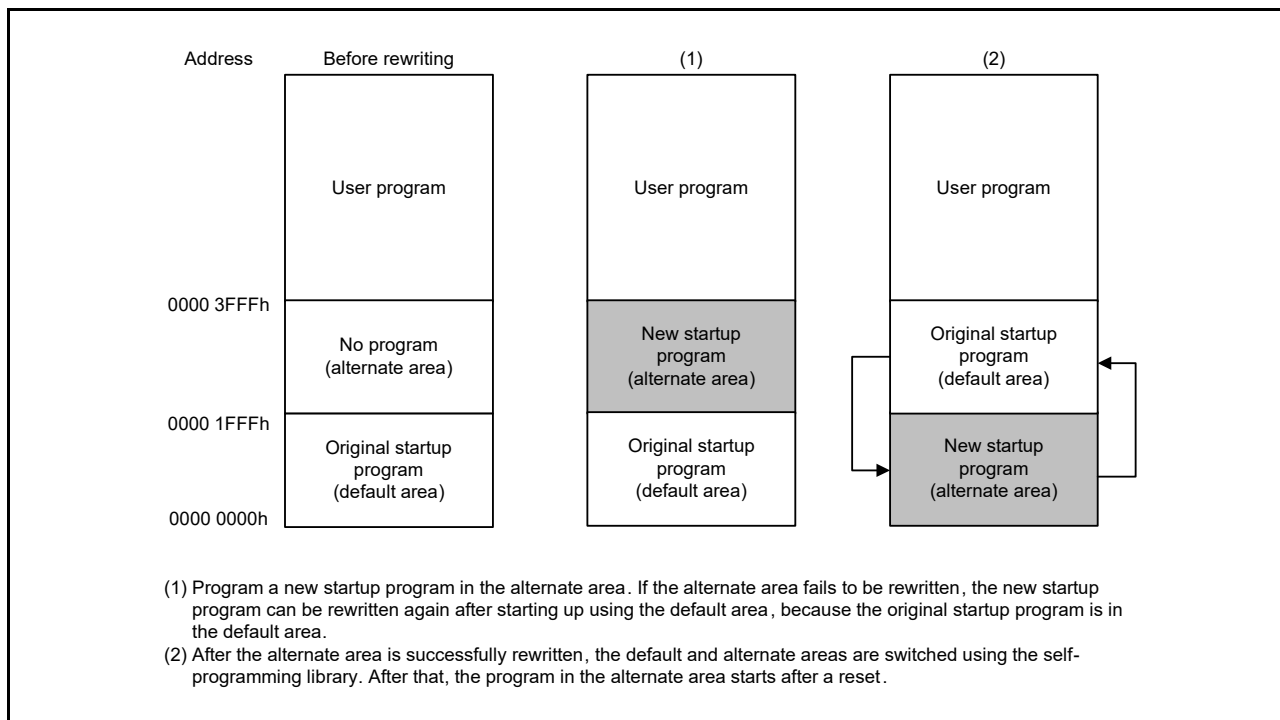 Address
Before rewriting
(1)
(2)
User program
User program
User program
0000 3FFFh
No program
(alternate area)
New startup
program
(alternate area)
Original startup
program
(default area)
0000 1FFFh
Original startup
program
(default area)
Original startup
program
(default area)
New startup
program
(alternate area)
0000 0000h
(1) Program a new startup program in the alternate area. If the alternate area fails to be rewritten, the new startup
program can be rewritten again after starting up using the default area, because the original startup program is in
the default area.
(2) After the alternate area is successfully rewritten, the default and alternate areas are switched using the self-
programming library. After that, the program in the alternate area starts after a reset.